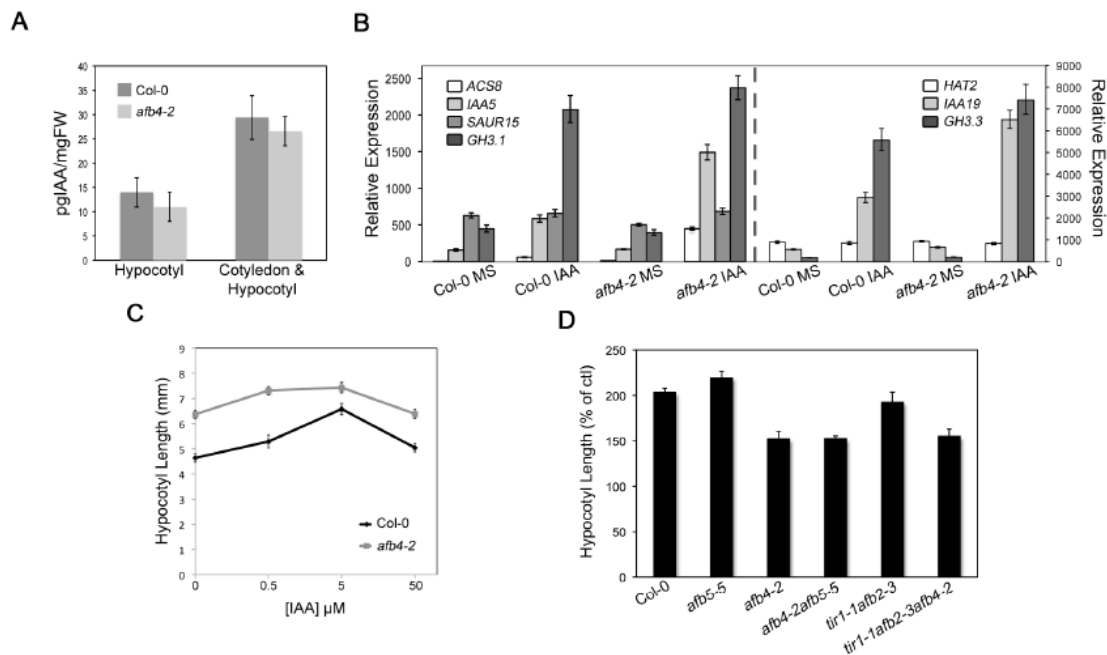 A
pgIAA/mgFW
40
35
30
25
20
15
10
5
0
Col-0
afb4-2
Hypocotyl
Cotyledon & Hypocotyl
B
Relative Expression
2500
2000
1500
1000
500
0
ACS8
IAA5
SAUR15
GH3.1
HAT2
IAA19
GH3.3
9000
8000
7000
6000
5000
4000
3000
2000
1000
0
Relative Expression
Col-0 MS
Col-0 IAA
afb4-2 MS
afb4-2 IAA
Col-0 MS
Col-0 IAA
afb4-2 MS
afb4-2 IAA
C
Hypocotyl Length (mm)
9
8
7
6
5
4
3
2
1
0
Col-0
afb4-2
0
0.5
5
50
[IAA] µM
D
Hypocotyl Length (% of ctl)
250
200
150
100
50
0
Col-0
afb5-5
afb4-2
afb4-2afb5-5
tir1-1afb2-3
tir1-1afb2-3afb4-2